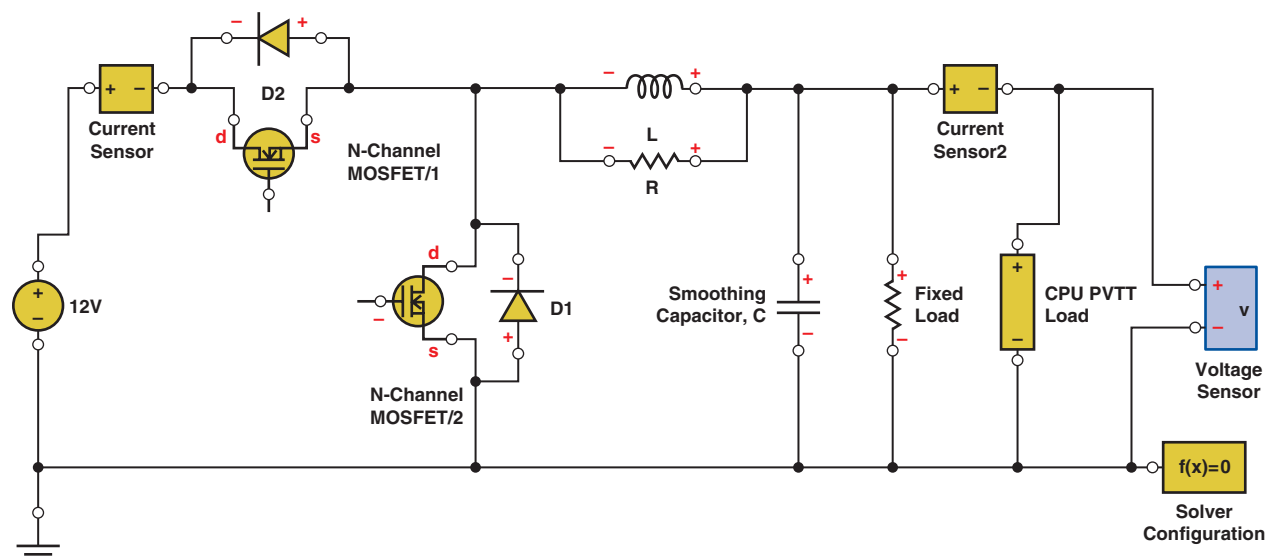 − +
D2
+ −
Current
Sensor
d
s
N-Channel
MOSFET/1
− +
L
− +
R
+ −
Current
Sensor2
+
−
12V
d
−
s
−
+
D1
N-Channel
MOSFET/2
Smoothing
Capacitor, C
+
−
+
−
Fixed
Load
+
−
CPU PVTT
Load
+
−
v
Voltage
Sensor
f(x)=0
Solver
Configuration